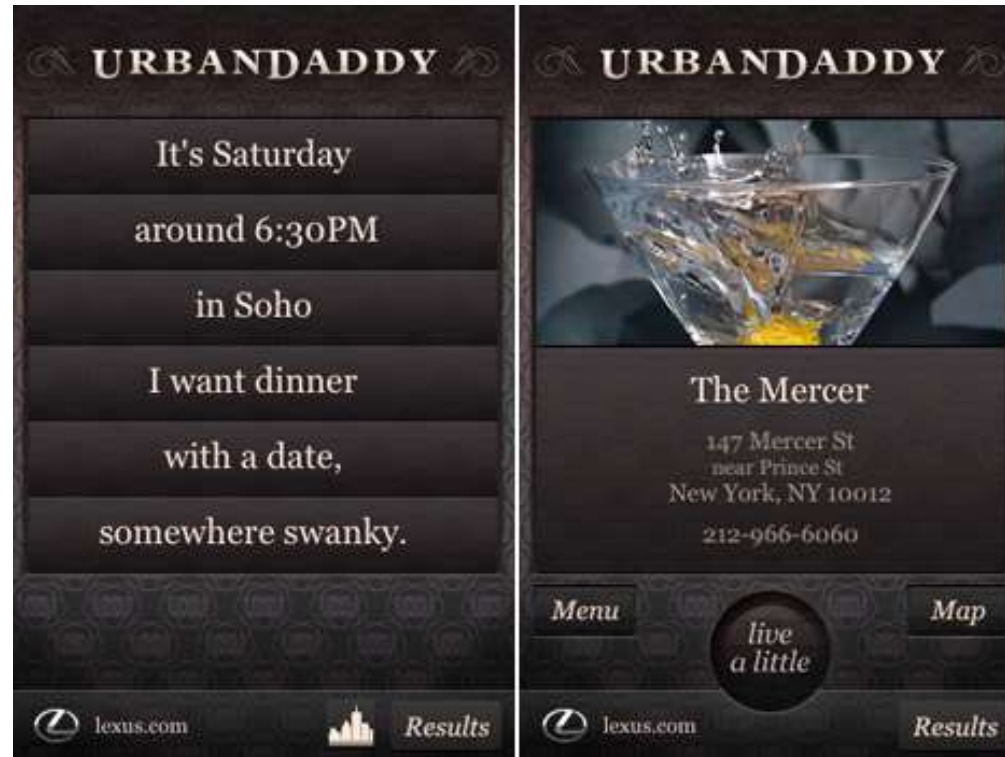 URBANDADDY
It's Saturday
around 6:30PM
in Soho
I want dinner
with a date,
somewhere swanky.
lexus.com
Results
URBANDADDY
The Mercer
147 Mercer St
near Prince St
New York, NY 10012
212-966-6060
Menu
live
a little
Map
lexus.com
Results